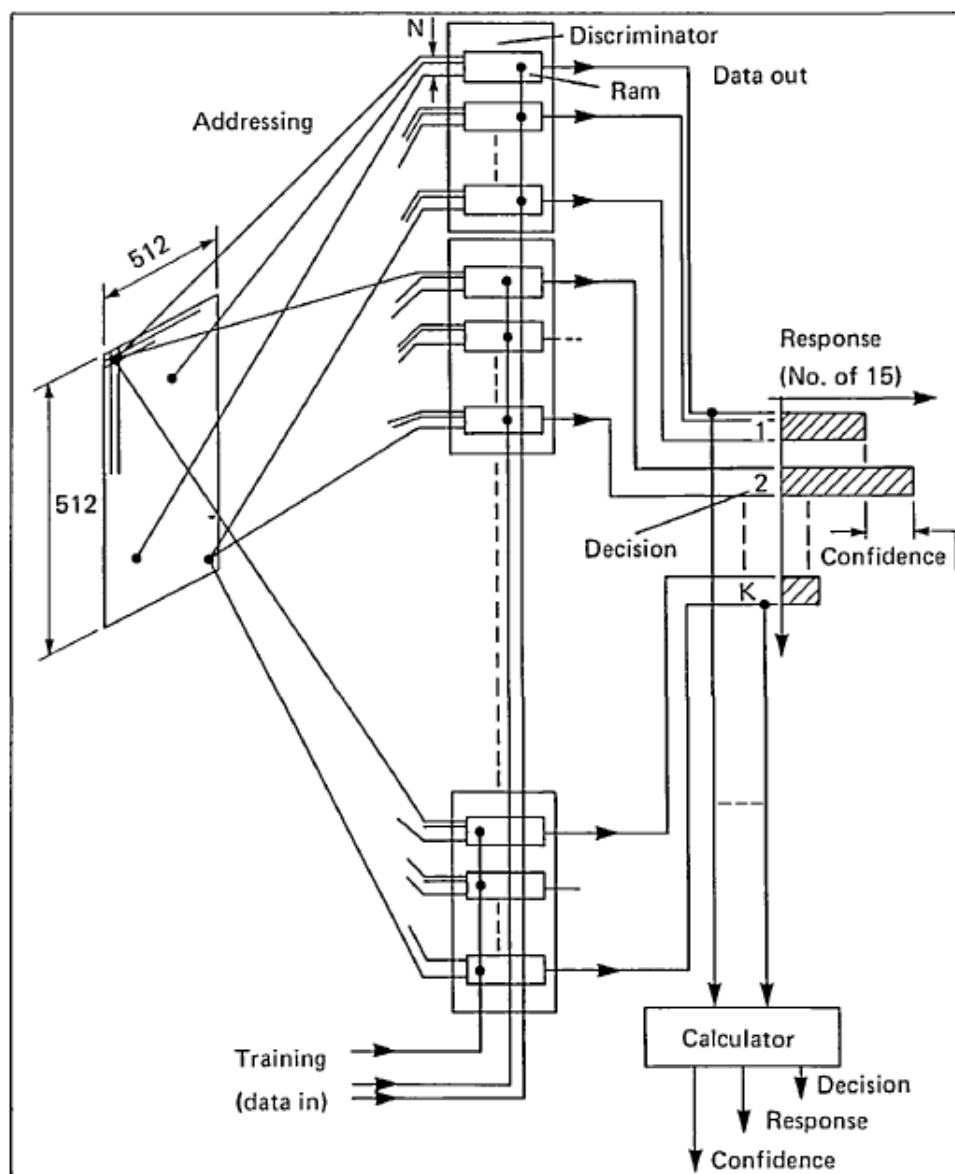 N
Discriminator
Ram
Data out
Addressing
512
512
Response
(No. of 15)
1
2
Decision
Confidence
K
Training
(data in)
Calculator
Decision
Response
Confidence